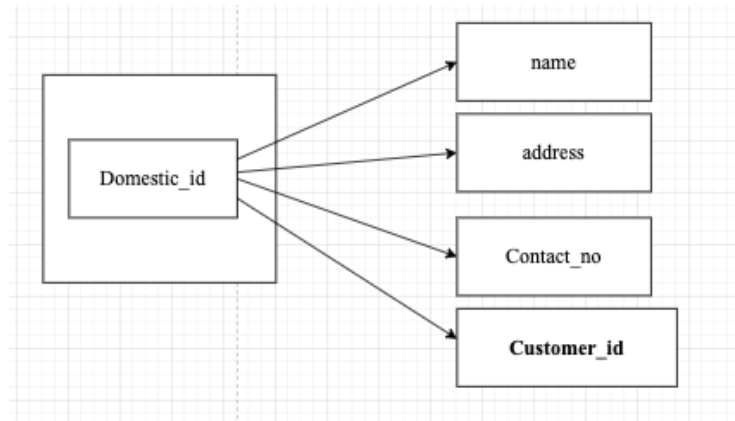 name
address
Domestic_id
Contact_no
Customer_id